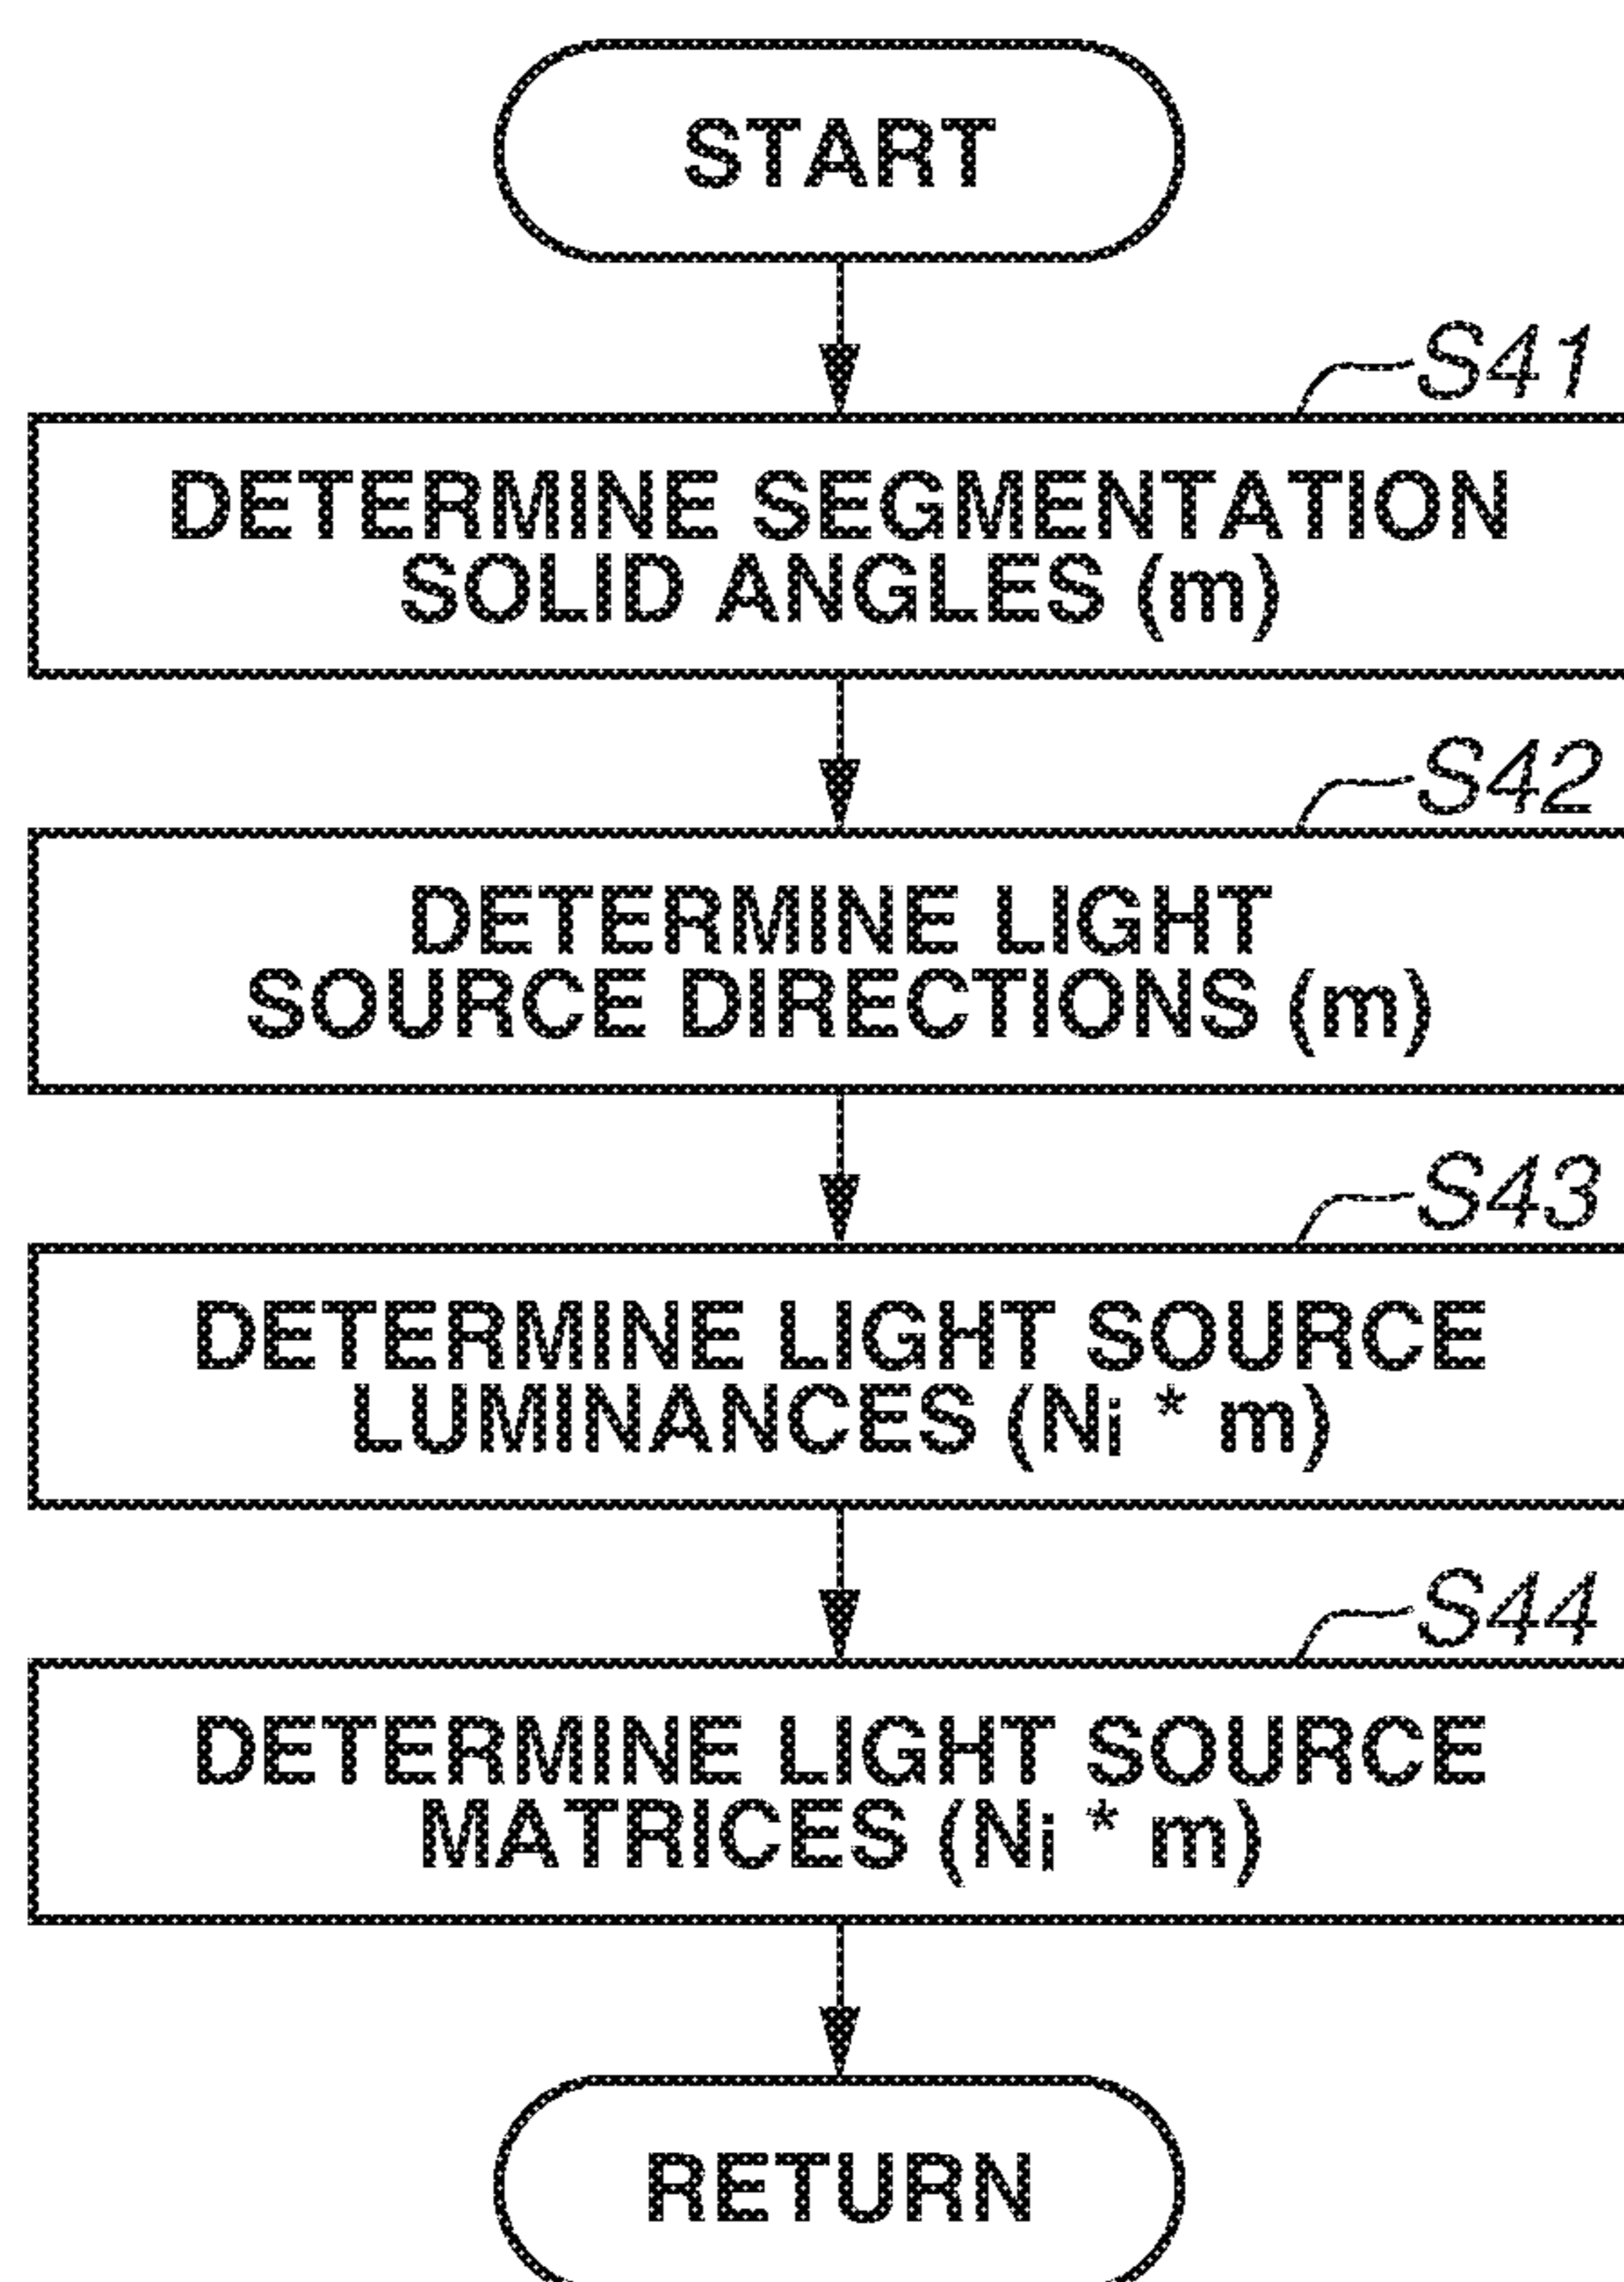 START
S41
DETERMINE SEGMENTATION
SOLID ANGLES (m)
S42
DETERMINE LIGHT
SOURCE DIRECTIONS (m)
S43
DETERMINE LIGHT SOURCE
LUMINANCES (Ni * m)
S44
DETERMINE LIGHT SOURCE
MATRICES (Ni * m)
RETURN